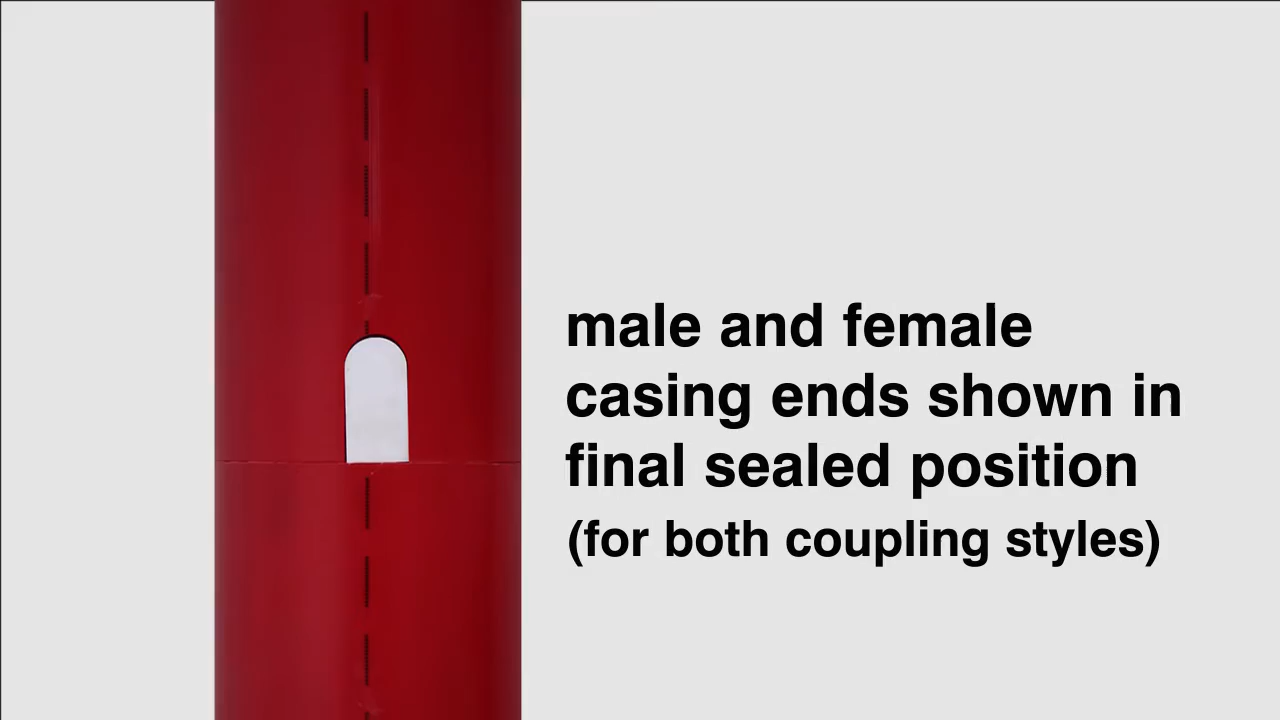 male and female
casing ends shown in
final sealed position
(for both coupling styles)